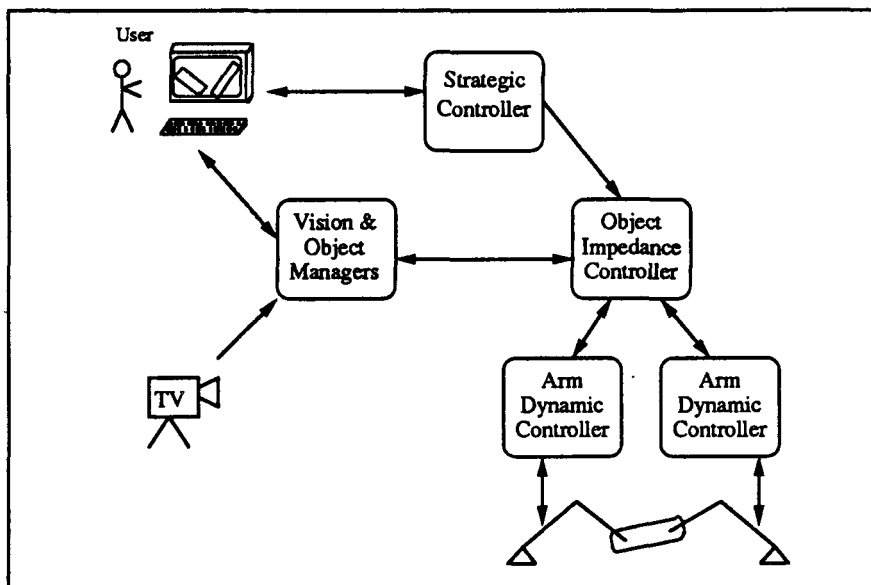 User
Strategic
Controller
Vision &
Object
Managers
Object
Impedance
Controller
TV
Arm
Dynamic
Controller
Arm
Dynamic
Controller